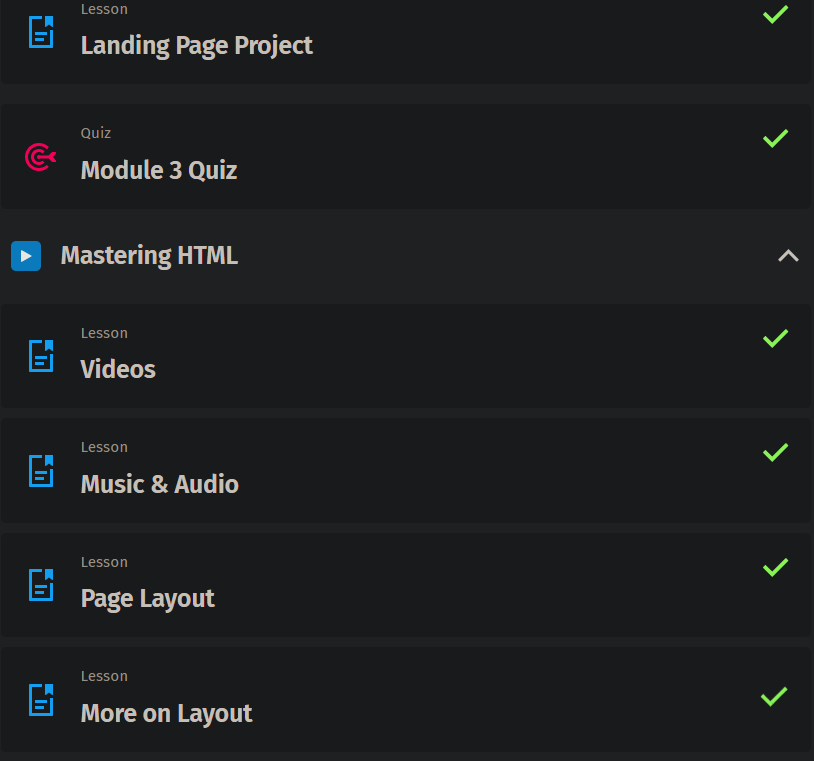 Lesson
Landing Page Project
Quiz
Module 3 Quiz
Mastering HTML
Lesson
Videos
Lesson
Music & Audio
Lesson
Page Layout
Lesson
More on Layout